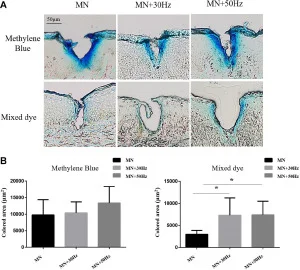 A
MN MN+30Hz MN+50Hz
50μm
Methylene
Blue
Mixed dye
B
Methylene Blue
MN
MN+30Hz
MN+50Hz
Colored area (μm²)
20000
15000
10000
5000
0
MN MN+30Hz MN+50Hz
Mixed dye
MN
MN+30Hz
MN+50Hz
Colored area (μm²)
15000
10000
5000
0
MN MN+30Hz MN+50Hz